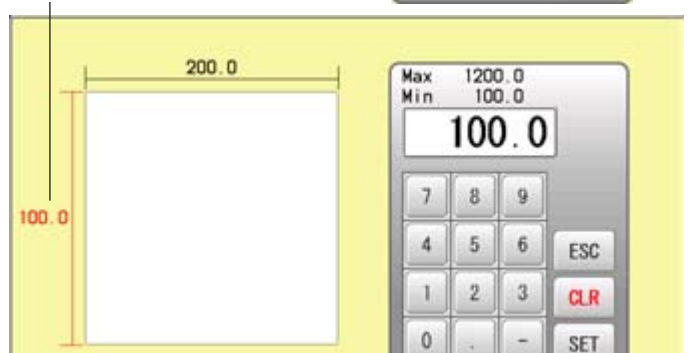 200.0
100.0
Max 1200.0
Min 100.0
100.0
7 8 9
4 5 6 ESC
1 2 3 CLR
0 . - SET